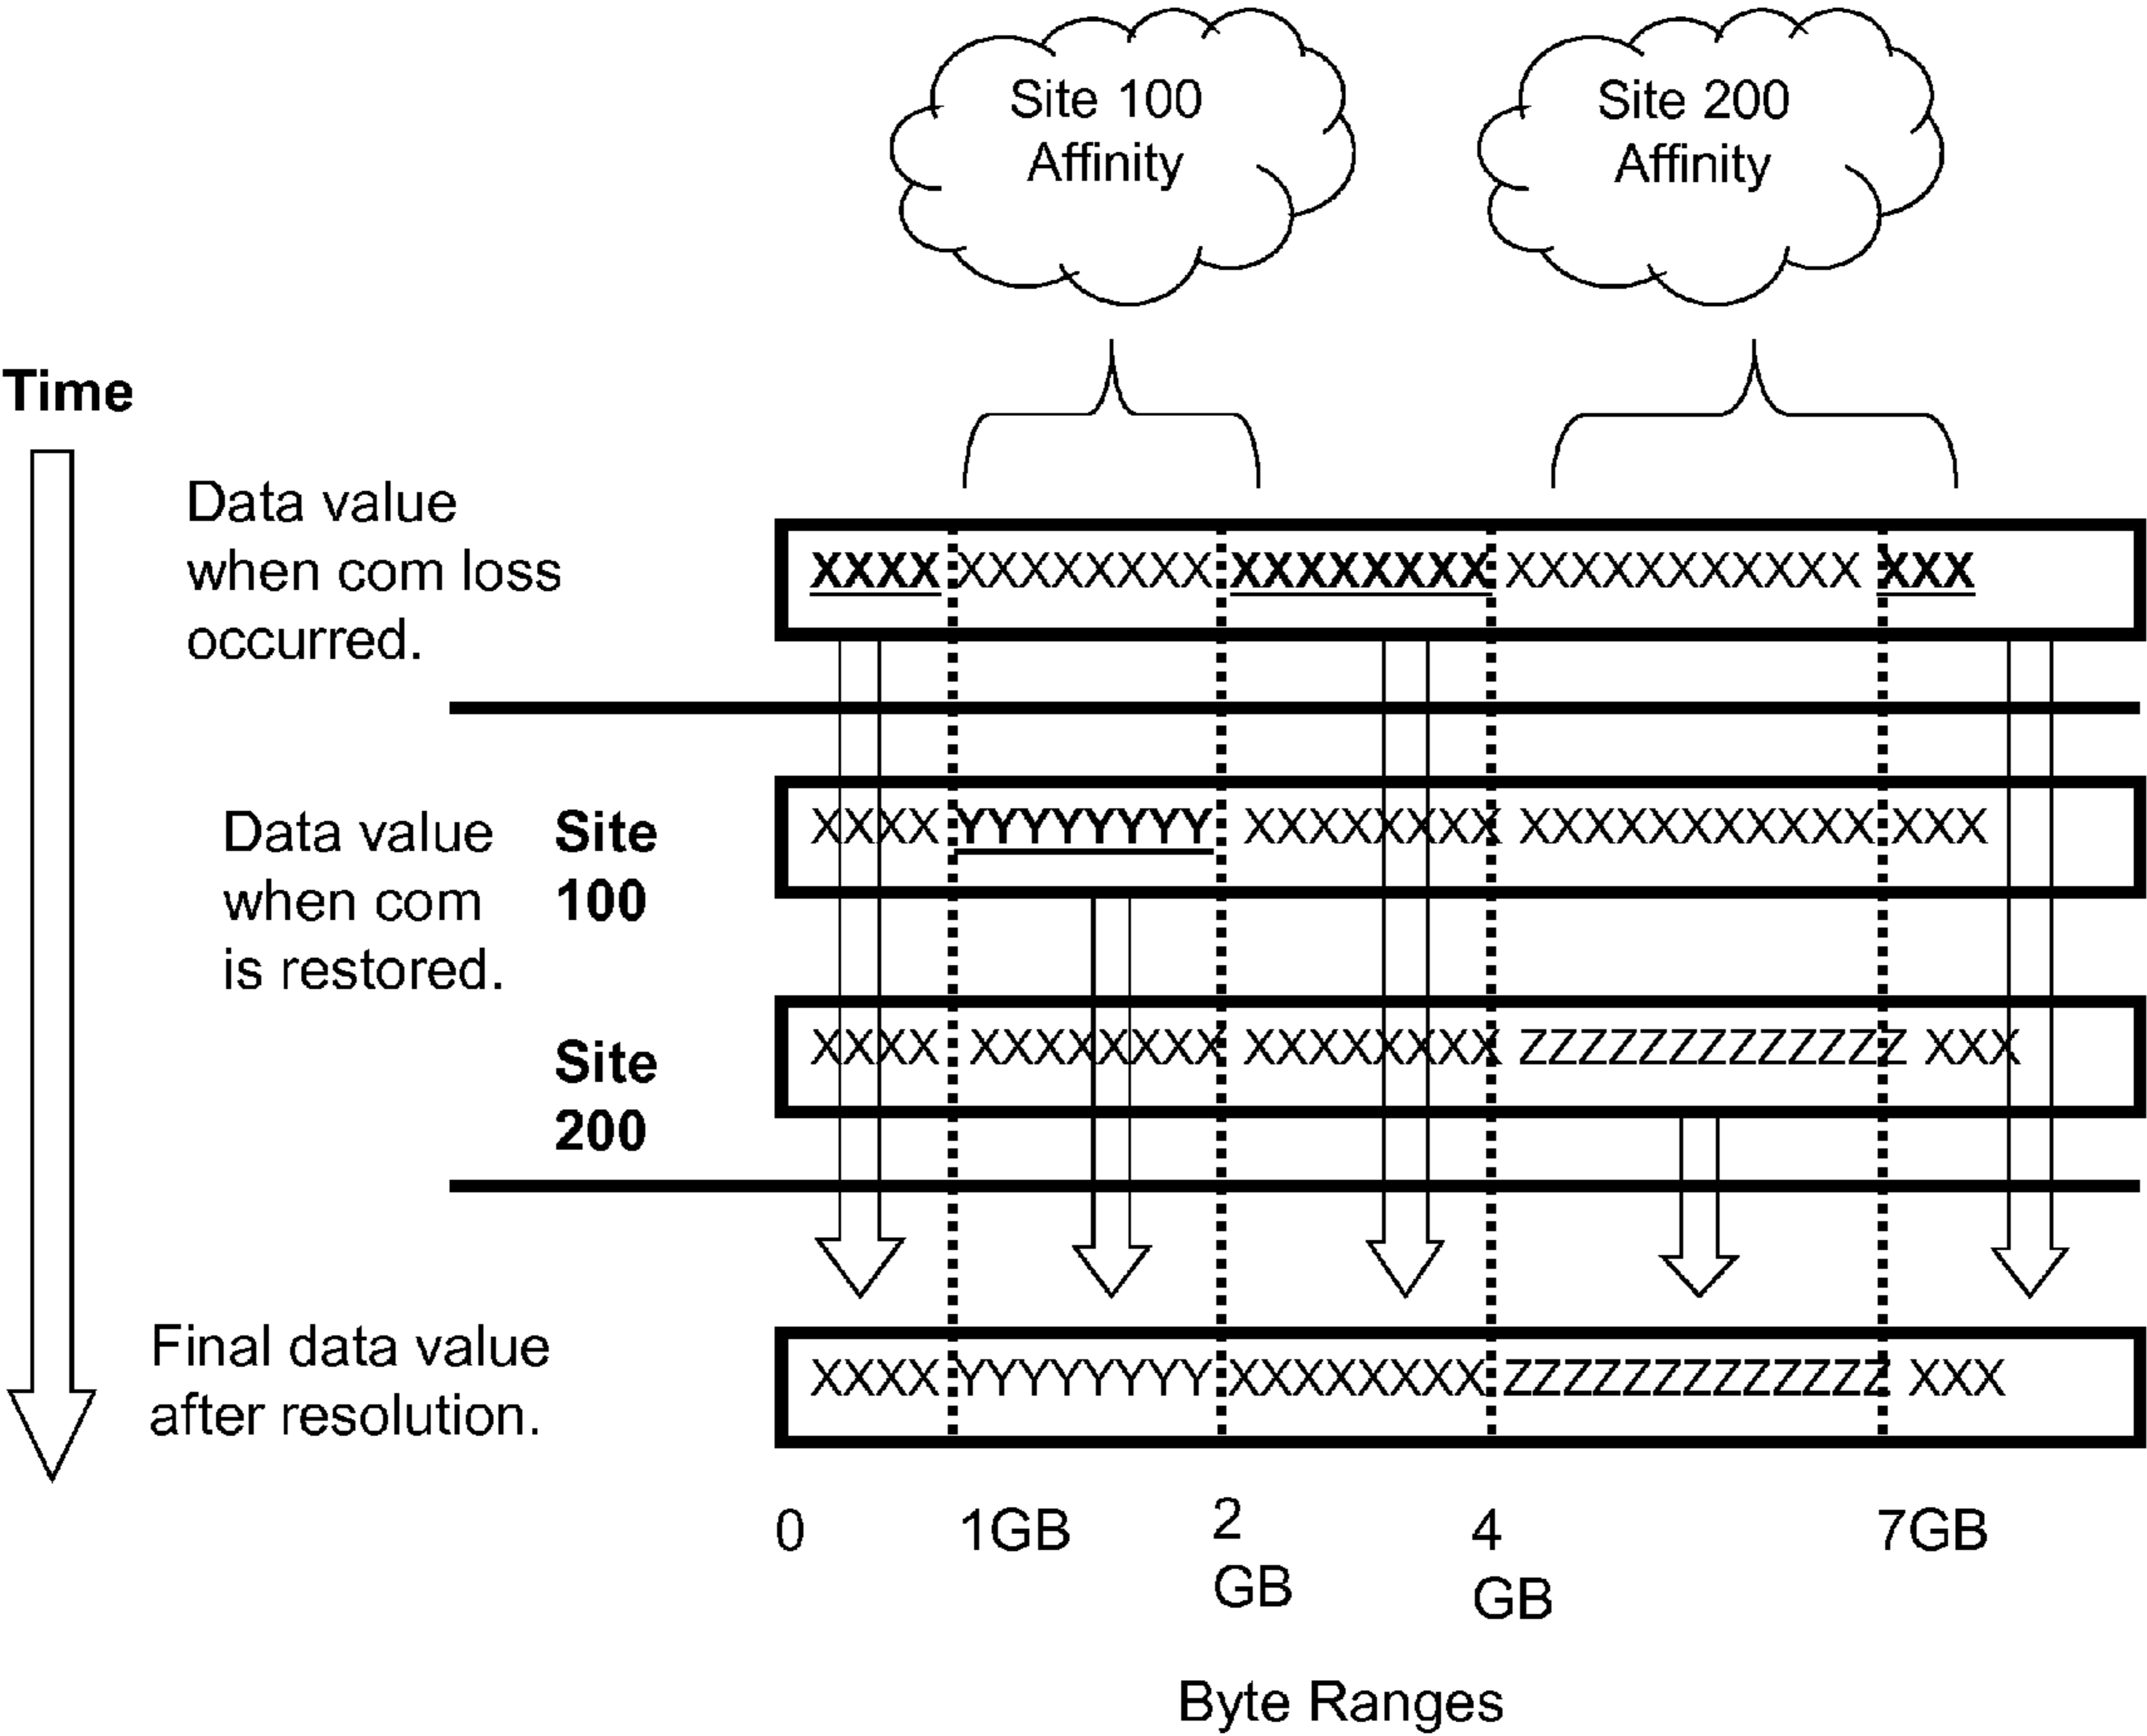 Site 100
Affinity
Site 200
Affinity
Time
Data value
when com loss
occurred.
XXXX XXXXXXXX XXXXXXXX XXXXXXXXXXX XXX
Data value
when com
is restored.
Site
100
XXXX YYYYYYYY XXXXXXXX XXXXXXXXXXX XXX
Site
200
XXXX XXXXXXXX XXXXXXXX ZZZZZZZZZZZZZ XXX
Final data value
after resolution.
XXXX YYYYYYYY XXXXXXXX ZZZZZZZZZZZZZ XXX
0
1GB
2
GB
4
GB
7GB
Byte Ranges